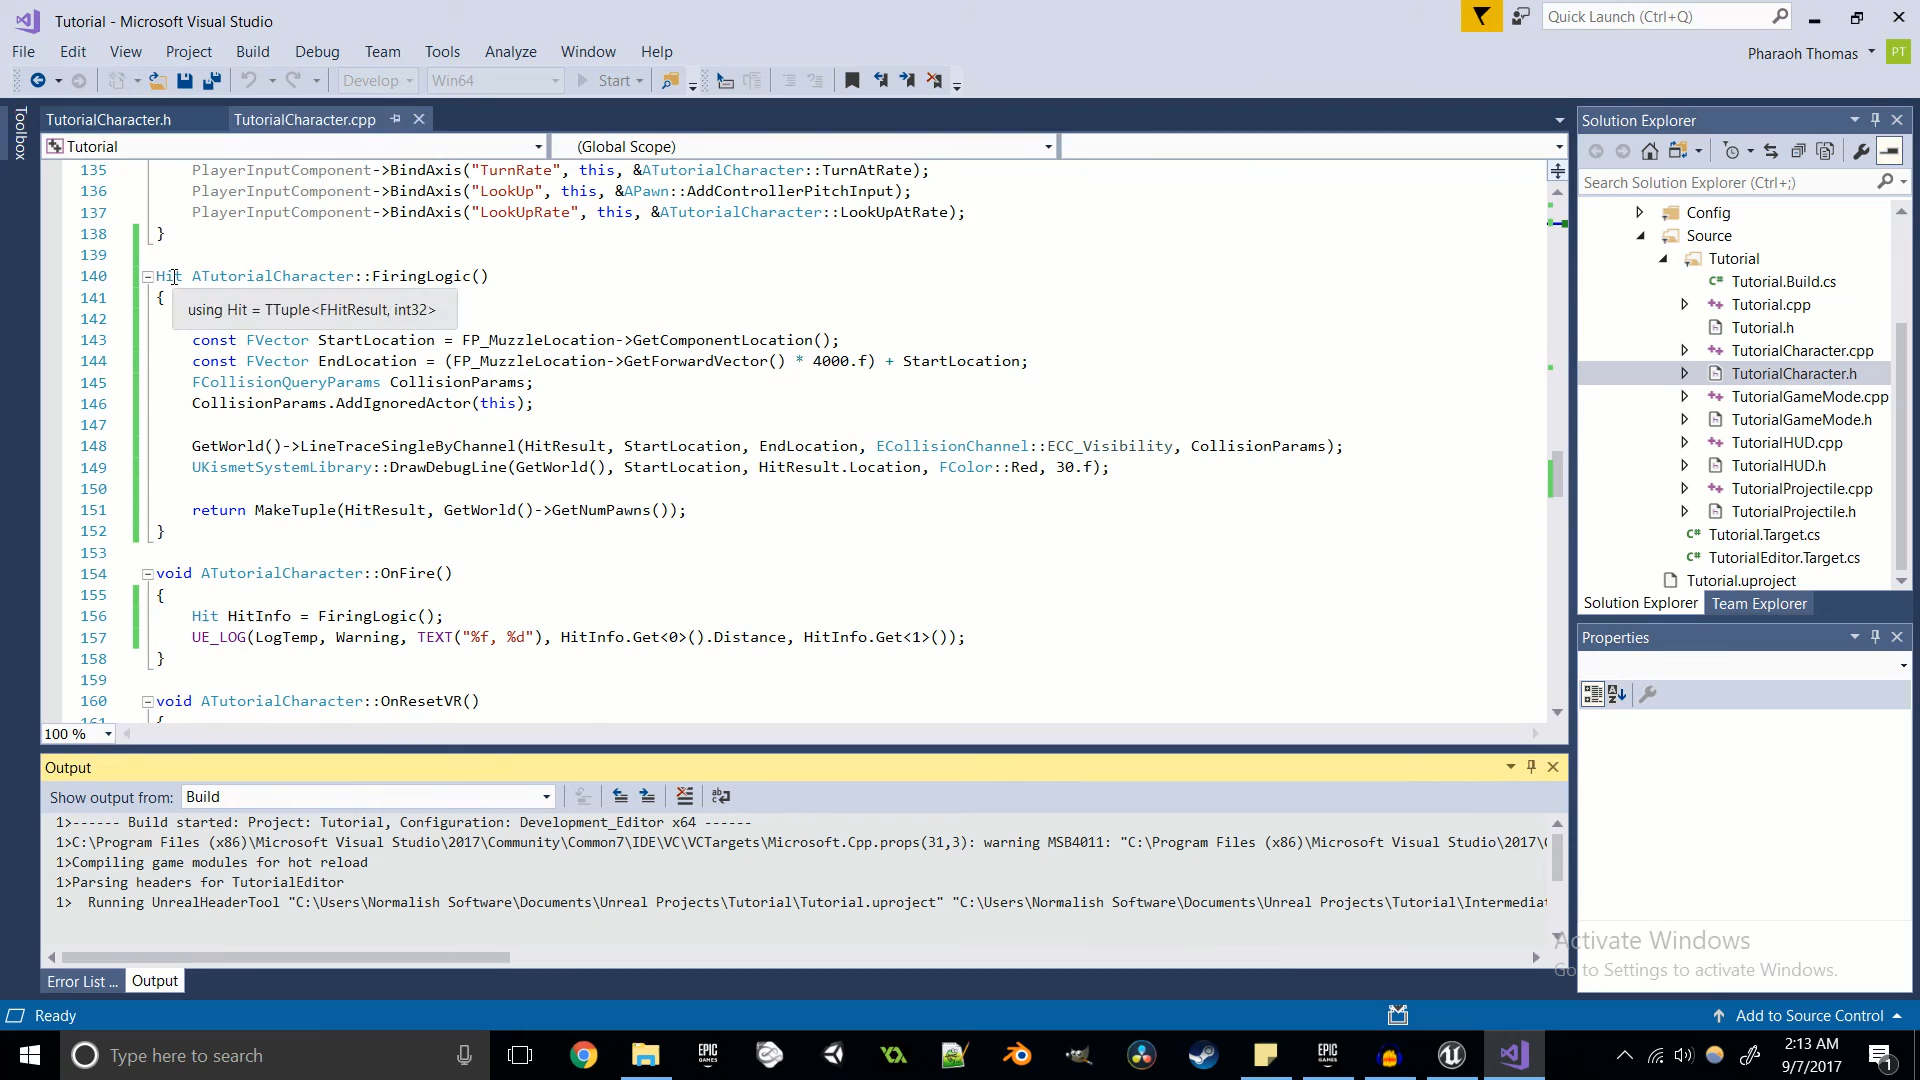 Tutorial - Microsoft Visual Studio
Quick Launch (Ctrl+Q)
File Edit View Project Build Debug Team Tools Analyze Window Help
Pharaoh Thomas PT
Develop Win64 Start
Toolbox
TutorialCharacter.h TutorialCharacter.cpp
Tutorial (Global Scope)
135 PlayerInputComponent->BindAxis("TurnRate", this, &ATutorialCharacter::TurnAtRate);
136 PlayerInputComponent->BindAxis("LookUp", this, &APawn::AddControllerPitchInput);
137 PlayerInputComponent->BindAxis("LookUpRate", this, &ATutorialCharacter::LookUpAtRate);
138 }
139
140 Hit ATutorialCharacter::FiringLogic()
141 {
using Hit = TTuple<FHitResult, int32>
142
143 const FVector StartLocation = FP_MuzzleLocation->GetComponentLocation();
144 const FVector EndLocation = (FP_MuzzleLocation->GetForwardVector() * 4000.f) + StartLocation;
145 FCollisionQueryParams CollisionParams;
146 CollisionParams.AddIgnoredActor(this);
147
148 GetWorld()->LineTraceSingleByChannel(HitResult, StartLocation, EndLocation, ECollisionChannel::ECC_Visibility, CollisionParams);
149 UKismetSystemLibrary::DrawDebugLine(GetWorld(), StartLocation, HitResult.Location, FColor::Red, 30.f);
150
151 return MakeTuple(HitResult, GetWorld()->GetNumPawns());
152 }
153
154 void ATutorialCharacter::OnFire()
155 {
156 Hit HitInfo = FiringLogic();
157 UE_LOG(LogTemp, Warning, TEXT("%f, %d"), HitInfo.Get<0>().Distance, HitInfo.Get<1>());
158 }
159
160 void ATutorialCharacter::OnResetVR()
161 {
100 %
Solution Explorer
Search Solution Explorer (Ctrl+;)
Config
Source
Tutorial
Tutorial.Build.cs
Tutorial.cpp
Tutorial.h
TutorialCharacter.cpp
TutorialCharacter.h
TutorialGameMode.cpp
TutorialGameMode.h
TutorialHUD.cpp
TutorialHUD.h
TutorialProjectile.cpp
TutorialProjectile.h
Tutorial.Target.cs
TutorialEditor.Target.cs
Tutorial.uproject
Solution Explorer Team Explorer
Properties
Output
Show output from: Build
1>------ Build started: Project: Tutorial, Configuration: Development_Editor x64 ------
1>C:\Program Files (x86)\Microsoft Visual Studio\2017\Community\Common7\IDE\VC\VCTargets\Microsoft.Cpp.props(31,3): warning MSB4011: "C:\Program Files (x86)\Microsoft Visual Studio\2017\
1>Compiling game modules for hot reload
1>Parsing headers for TutorialEditor
1> Running UnrealHeaderTool "C:\Users\Normalish Software\Documents\Unreal Projects\Tutorial\Tutorial.uproject" "C:\Users\Normalish Software\Documents\Unreal Projects\Tutorial\Intermediat
Error List ... Output
Activate Windows
Go to Settings to activate Windows.
Ready
Add to Source Control
Type here to search
EPIC GAMES
EPIC GAMES
2:13 AM
9/7/2017
1